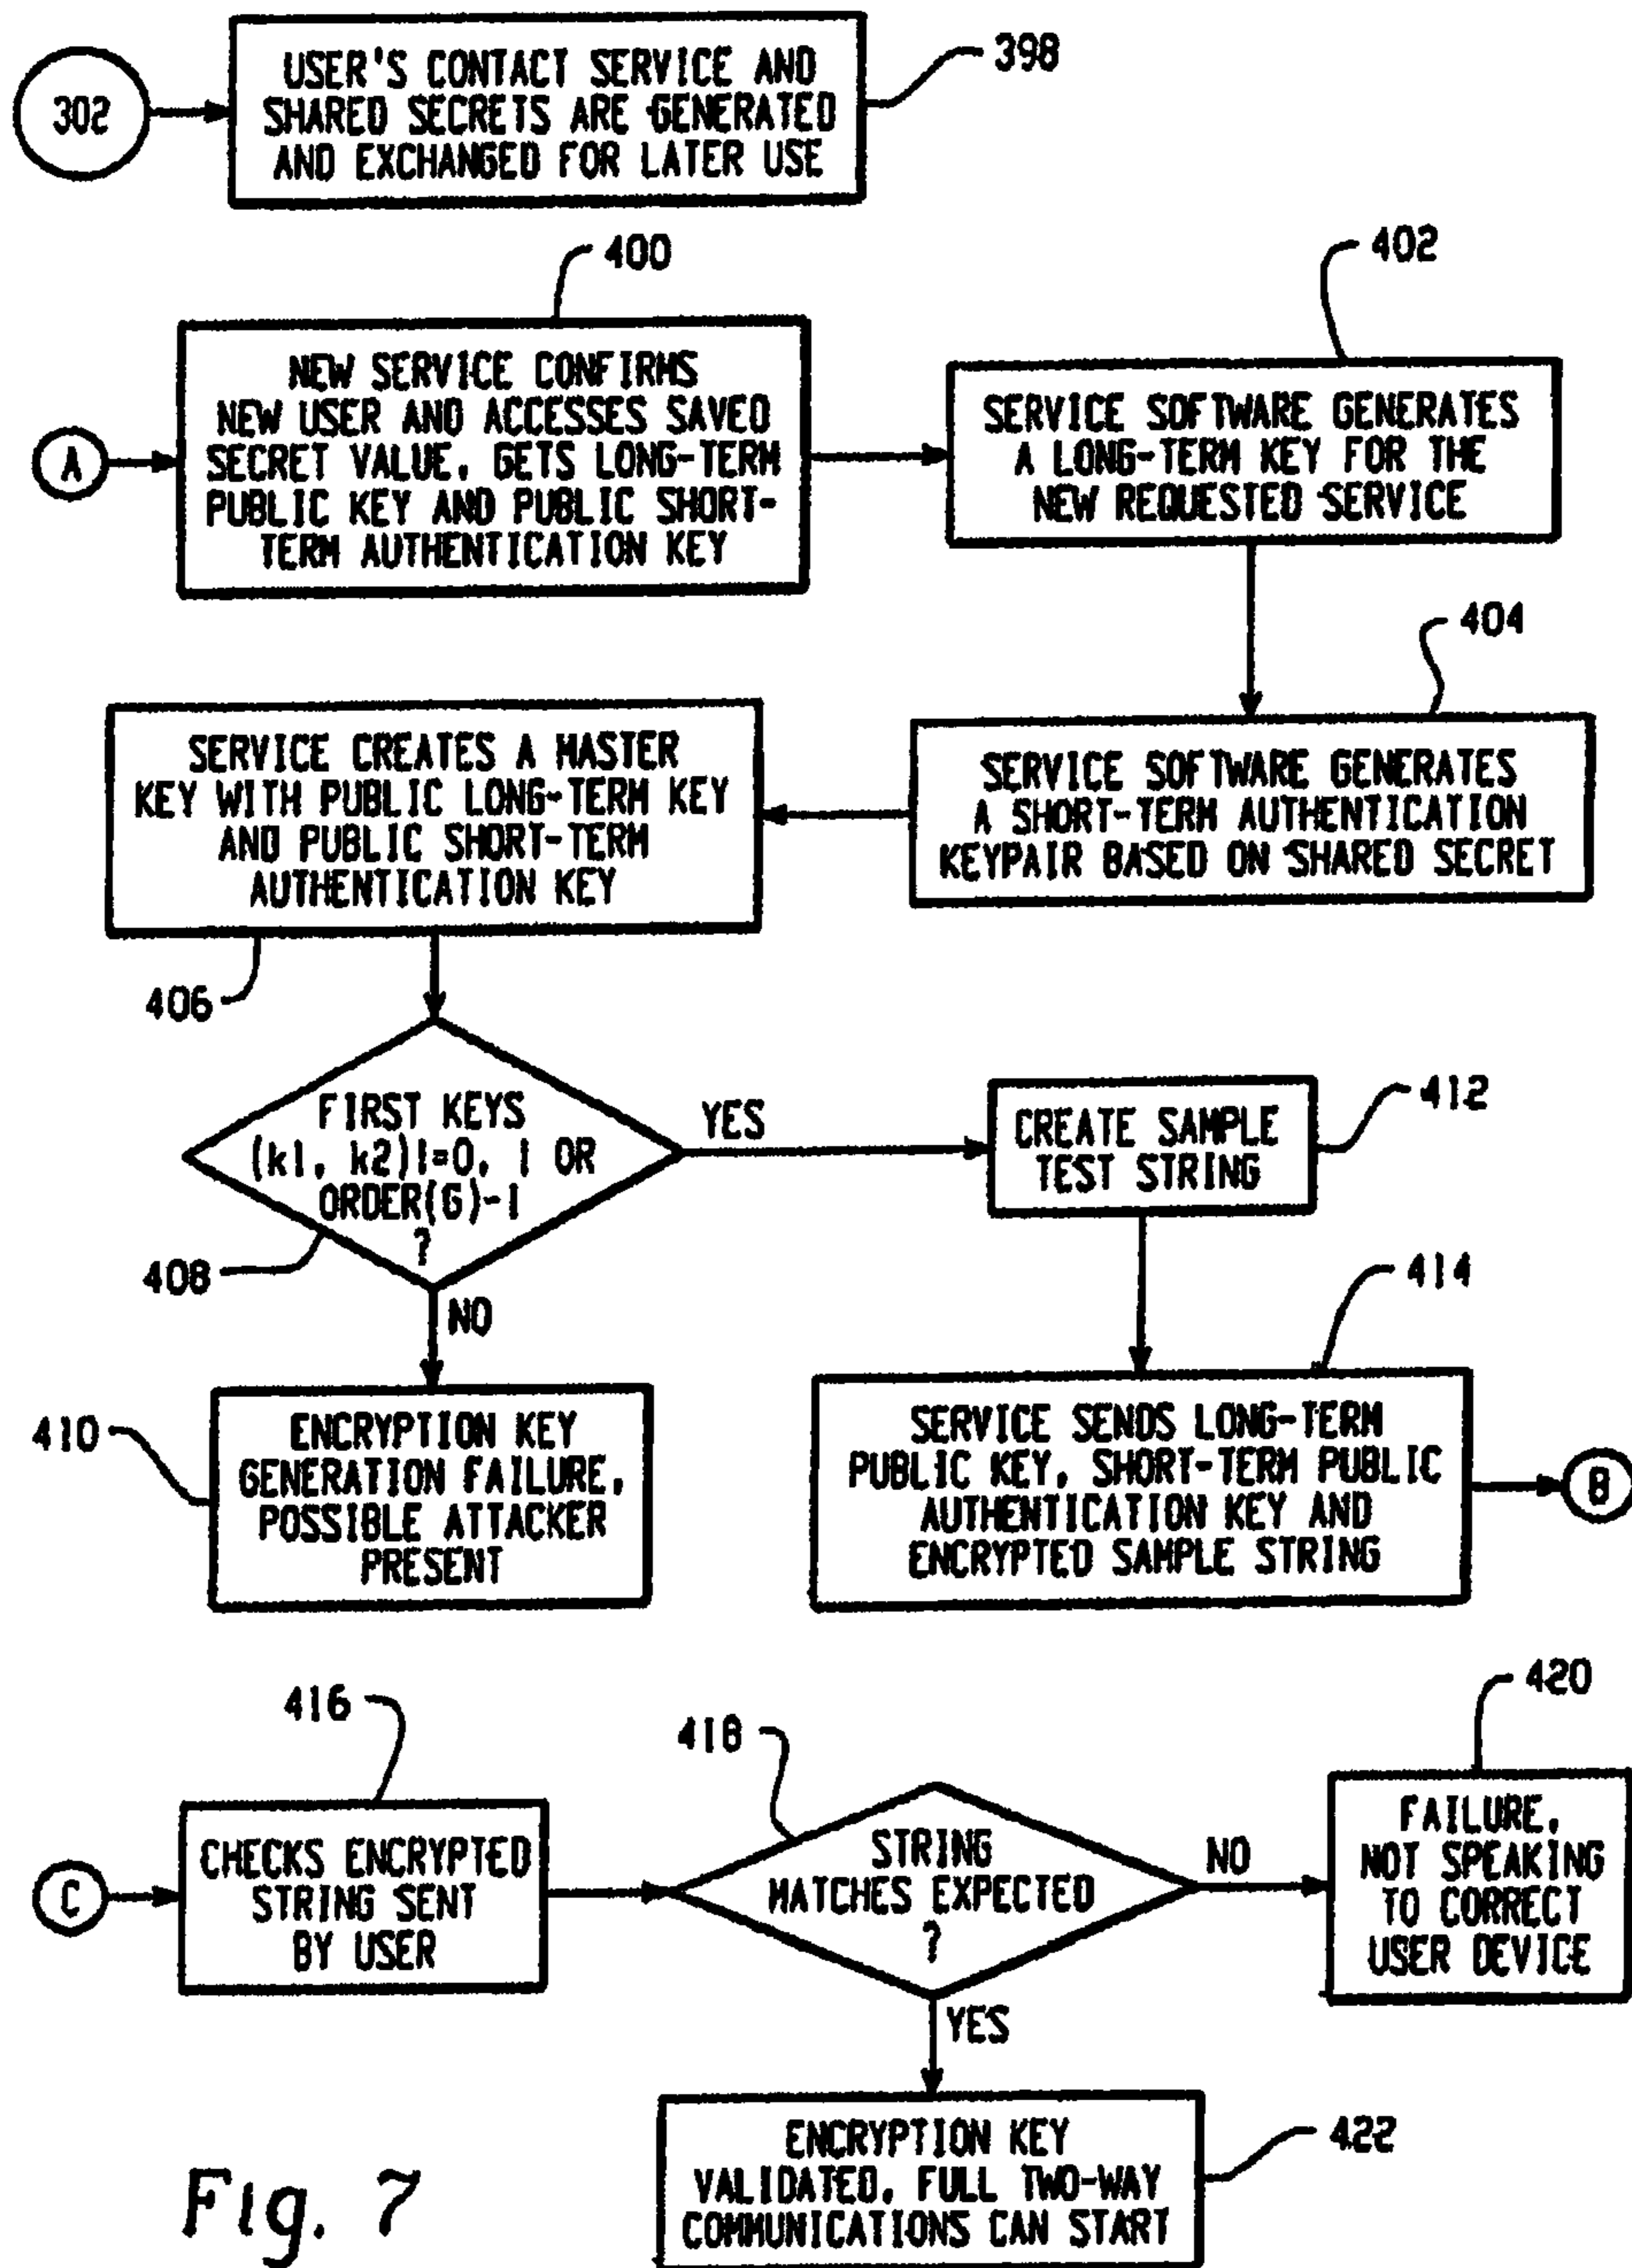 302
USER'S CONTACT SERVICE AND
SHARED SECRETS ARE GENERATED
AND EXCHANGED FOR LATER USE
398
400
A
NEW SERVICE CONFIRMS
NEW USER AND ACCESSES SAVED
SECRET VALUE, GETS LONG-TERM
PUBLIC KEY AND PUBLIC SHORT-
TERM AUTHENTICATION KEY
402
SERVICE SOFTWARE GENERATES
A LONG-TERM KEY FOR THE
NEW REQUESTED SERVICE
404
SERVICE SOFTWARE GENERATES
A SHORT-TERM AUTHENTICATION
KEYPAIR BASED ON SHARED SECRET
SERVICE CREATES A MASTER
KEY WITH PUBLIC LONG-TERM KEY
AND PUBLIC SHORT-TERM
AUTHENTICATION KEY
406
FIRST KEYS
(k1, k2)!=0, 1 OR
ORDER(G)-1
?
408
YES
NO
410
ENCRYPTION KEY
GENERATION FAILURE,
POSSIBLE ATTACKER
PRESENT
CREATE SAMPLE
TEST STRING
412
414
SERVICE SENDS LONG-TERM
PUBLIC KEY, SHORT-TERM PUBLIC
AUTHENTICATION KEY AND
ENCRYPTED SAMPLE STRING
B
416
C
CHECKS ENCRYPTED
STRING SENT
BY USER
418
STRING
MATCHES EXPECTED
?
NO
420
FAILURE,
NOT SPEAKING
TO CORRECT
USER DEVICE
YES
ENCRYPTION KEY
VALIDATED, FULL TWO-WAY
COMMUNICATIONS CAN START
422
Fig. 7